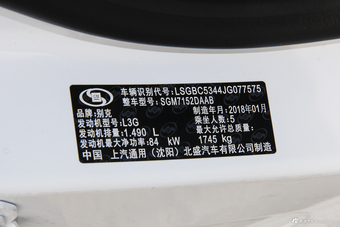 车辆识别代号: LSGBC5344JG077575
整车型号: SGM7152DAAB
品牌: 别克 制造年月: 2018年01月
发动机型号: L3G 乘坐人数: 5
发动机排量: 1.490 L 最大允许总质量:
发动机最大净功率: 84 kW 1745 kg
中国 上汽通用(沈阳)北盛汽车有限公司制造